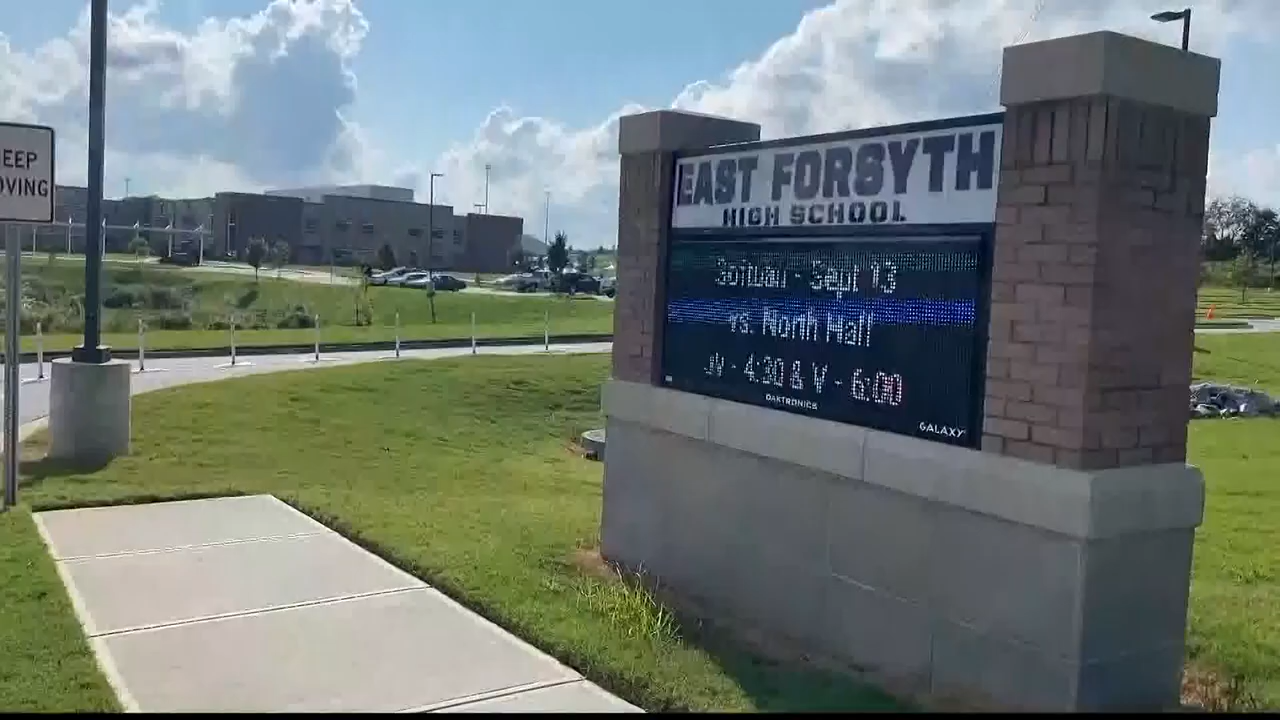 EEP
OVING
EAST FORSYTH
HIGH SCHOOL
Softball - Sept 13
vs. North Hall
JV - 4:30 & V - 6:00
DAKTRONICS
GALAXY